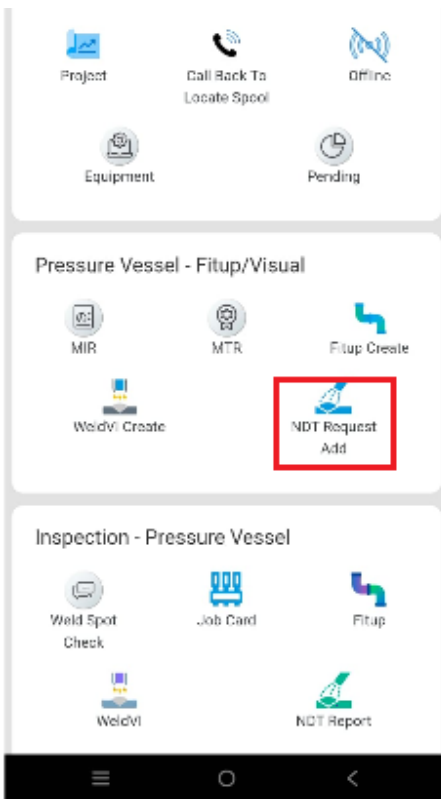 Project
Call Back To
Locate Spool
Offline
Equipment
Pending
Pressure Vessel - Fitup/Visual
MIR
MTR
Fitup Create
WeldVI Create
NDT Request
Add
Inspection - Pressure Vessel
Weld Spot
Check
Job Card
Fitup
WeldVI
NDT Report